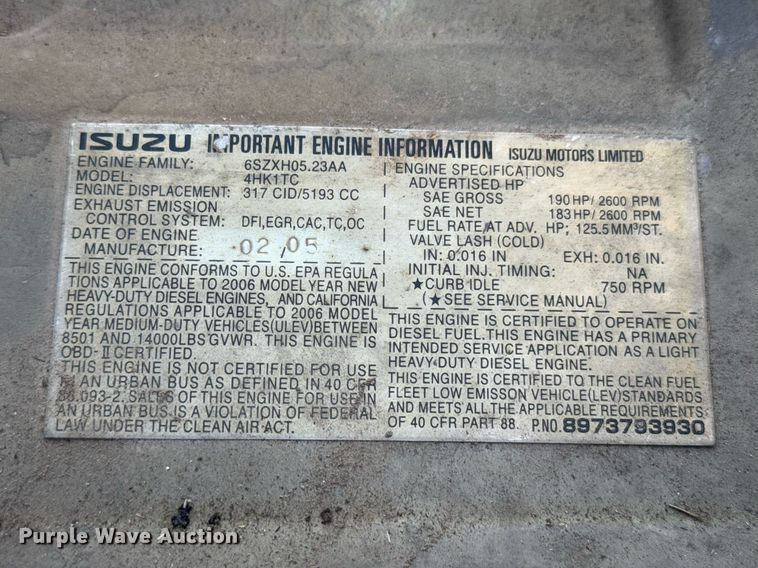 ISUZU IMPORTANT ENGINE INFORMATION ISUZU MOTORS LIMITED
ENGINE FAMILY: 6SZXH05.23AA
MODEL: 4HK1TC
ENGINE DISPLACEMENT: 317 CID/5193 CC
EXHAUST EMISSION
CONTROL SYSTEM: DFI,EGR,CAC,TC,OC
DATE OF ENGINE
MANUFACTURE: 02/05
THIS ENGINE CONFORMS TO U.S. EPA REGULA
TIONS APPLICABLE TO 2006 MODEL YEAR NEW
HEAVY-DUTY DIESEL ENGINES, AND CALIFORNIA
REGULATIONS APPLICABLE TO 2006 MODEL
YEAR MEDIUM-DUTY VEHICLES(ULEV)BETWEEN
8501 AND 14000LBS GVWR. THIS ENGINE IS
OBD-II CERTIFIED.
THIS ENGINE IS NOT CERTIFIED FOR USE
IN AN URBAN BUS AS DEFINED IN 40 CFR
86.093-2. SALES OF THIS ENGINE FOR USE IN
AN URBAN BUS IS A VIOLATION OF FEDERAL
LAW UNDER THE CLEAN AIR ACT.
ENGINE SPECIFICATIONS
ADVERTISED HP
SAE GROSS 190 HP/ 2600 RPM
SAE NET 183 HP/ 2600 RPM
FUEL RATE AT ADV. HP; 125.5MM³/ST.
VALVE LASH (COLD)
IN: 0.016 IN EXH: 0.016 IN.
INITIAL INJ. TIMING: NA
★CURB IDLE 750 RPM
(★SEE SERVICE MANUAL)
THIS ENGINE IS CERTIFIED TO OPERATE ON
DIESEL FUEL. THIS ENGINE HAS A PRIMARY
INTENDED SERVICE APPLICATION AS A LIGHT
HEAVY-DUTY DIESEL ENGINE.
THIS ENGINE IS CERTIFIED TO THE CLEAN FUEL
FLEET LOW EMISSON VEHICLE(LEV)STANDARDS
AND MEETS ALL THE APPLICABLE REQUIREMENTS
OF 40 CFR PART 88. P.NO. 8973793930
Purple Wave Auction